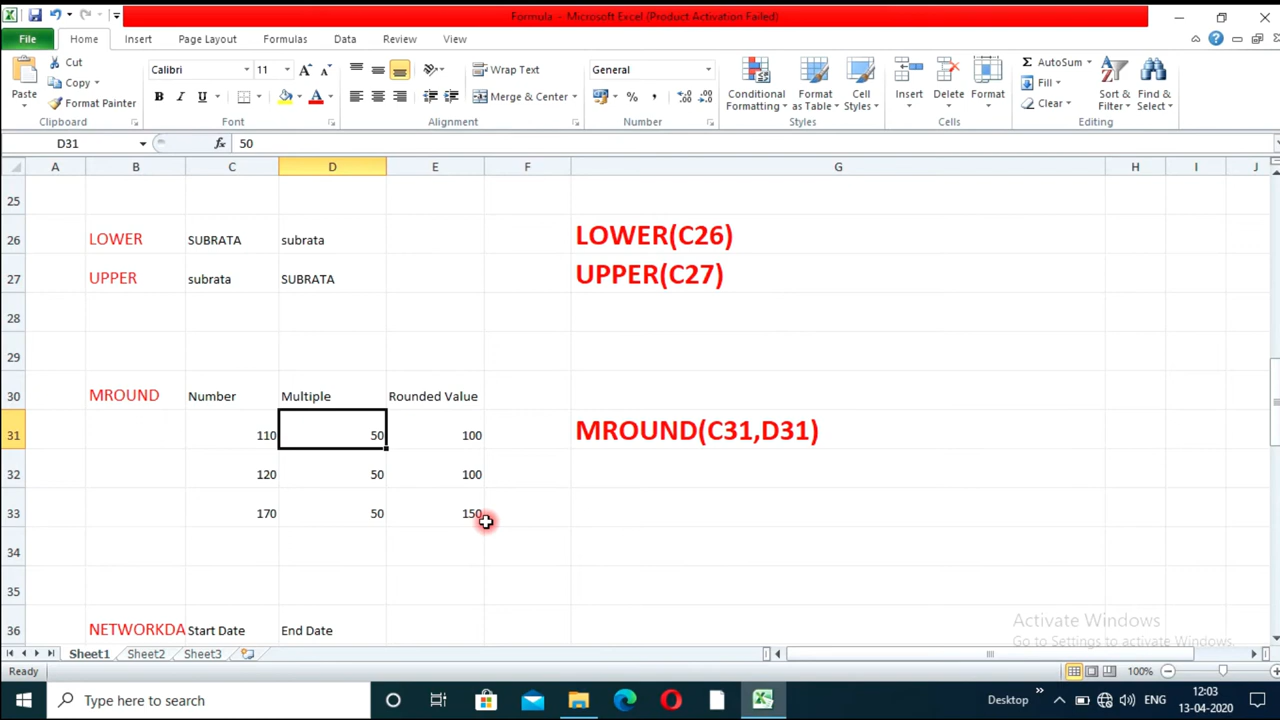 Formula - Microsoft Excel (Product Activation Failed)
File Home Insert Page Layout Formulas Data Review View
Cut
Copy
Format Painter
Paste
Clipboard
Calibri 11
B I U
Font
Wrap Text
Merge & Center
Alignment
General
%
Number
Conditional Formatting
Format as Table
Cell Styles
Styles
Insert Delete Format
Cells
AutoSum
Fill
Clear
Sort & Filter
Find & Select
Editing
D31 fx 50
A B C D E F G H I J
25
26 LOWER SUBRATA subrata LOWER(C26)
27 UPPER subrata SUBRATA UPPER(C27)
28
29
30 MROUND Number Multiple Rounded Value
31 110 50 100 MROUND(C31,D31)
32 120 50 100
33 170 50 150
34
35
36 NETWORKDA Start Date End Date
Activate Windows
Go to Settings to activate Windows.
Sheet1 Sheet2 Sheet3
Ready 100%
Type here to search
Desktop ENG 12:03
13-04-2020